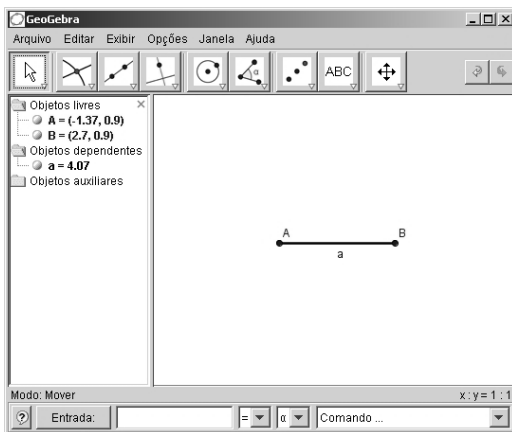 GeoGebra
Arquivo Editar Exibir Opções Janela Ajuda
α ABC
Objetos livres
A = (-1.37, 0.9)
B = (2.7, 0.9)
Objetos dependentes
a = 4.07
Objetos auxiliares
A B
a
Modo: Mover x : y = 1 : 1
? Entrada: = α Comando ...